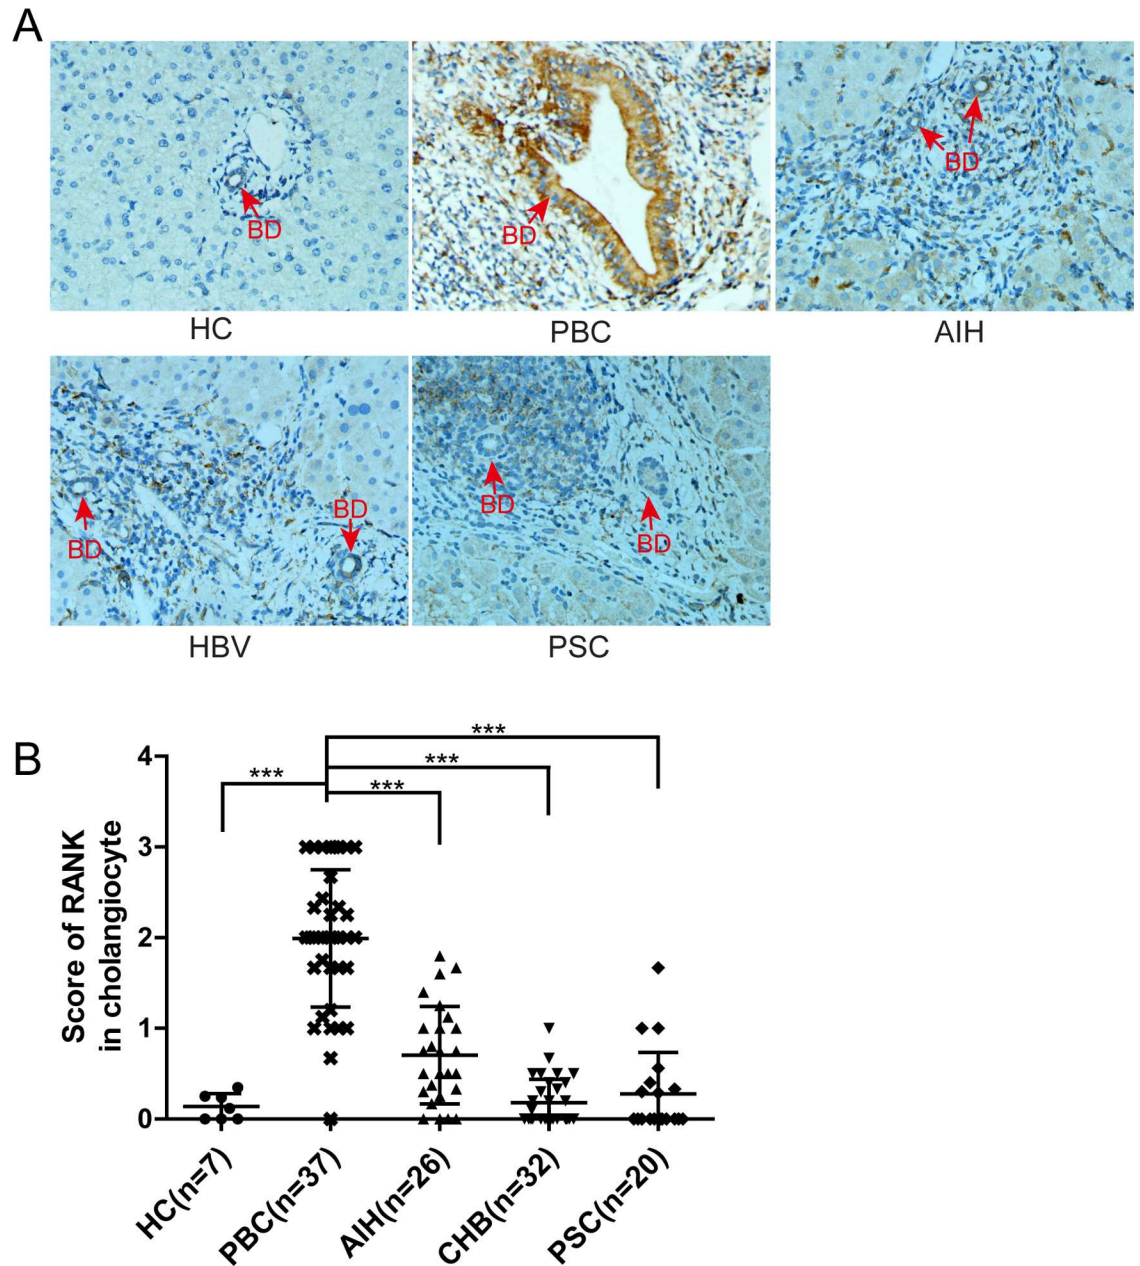 A
BD
HC
BD
PBC
BD
AIH
BD
BD
HBV
BD
BD
PSC
B
Score of RANK
in cholangiocyte
4
3
2
1
0
***
***
***
***
HC(n=7)
PBC(n=37)
AIH(n=26)
CHB(n=32)
PSC(n=20)